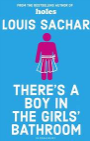 FROM THE BESTSELLING AUTHOR OF
holes
LOUIS SACHAR
THERE'S A
BOY IN
THE GIRLS'
BATHROOM